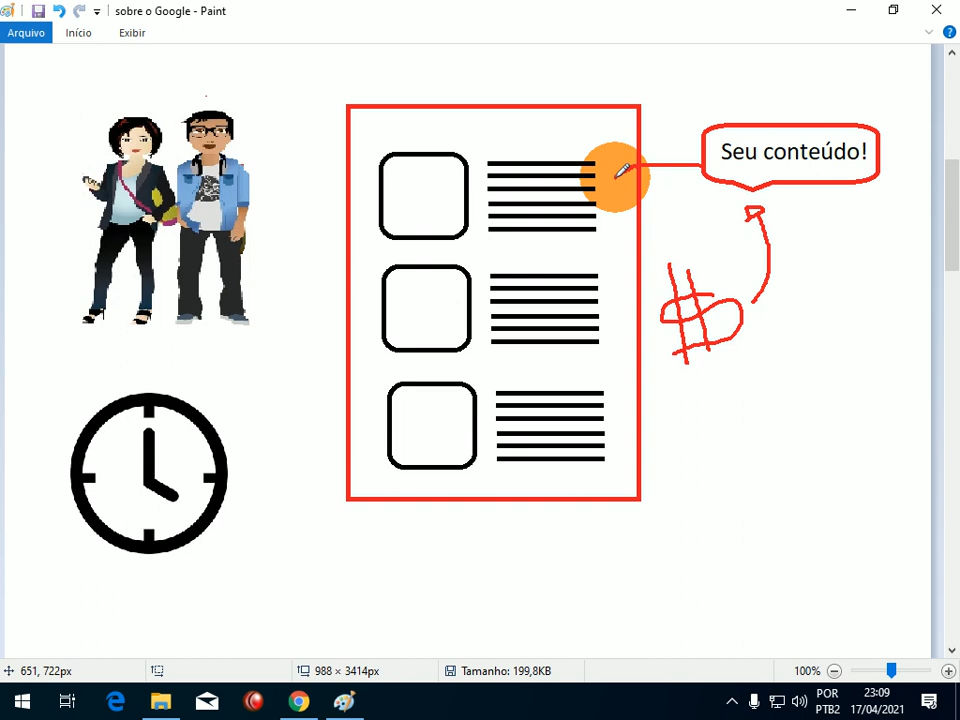 sobre o Google - Paint
Arquivo Início Exibir
Seu conteúdo!
$
651, 722px 988 × 3414px Tamanho: 199,8KB 100%
POR 23:09
PTB2 17/04/2021